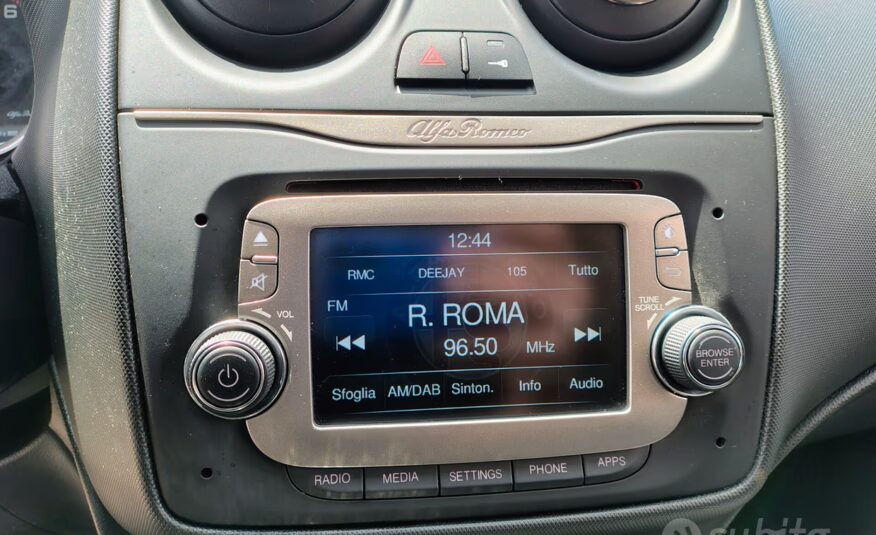 6
Alfa Romeo
12:44
RMC DEEJAY 105 Tutto
FM
R. ROMA
96.50 MHz
VOL
TUNE
SCROLL
BROWSE
ENTER
Sfoglia AM/DAB Sinton. Info Audio
RADIO MEDIA SETTINGS PHONE APPS
subito